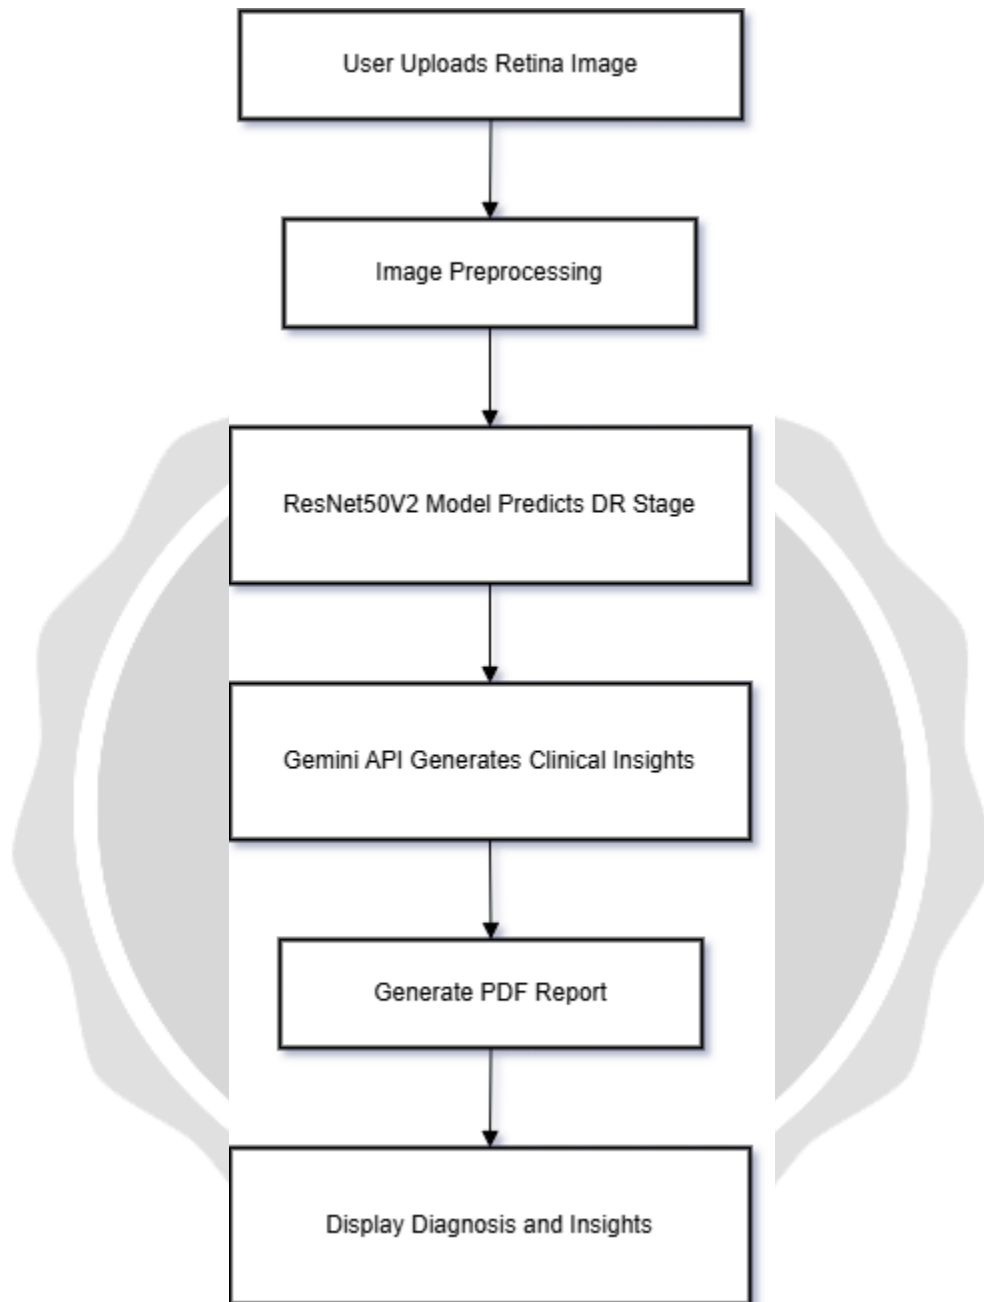 User Uploads Retina Image
Image Preprocessing
ResNet50V2 Model Predicts DR Stage
Gemini API Generates Clinical Insights
Generate PDF Report
Display Diagnosis and Insights